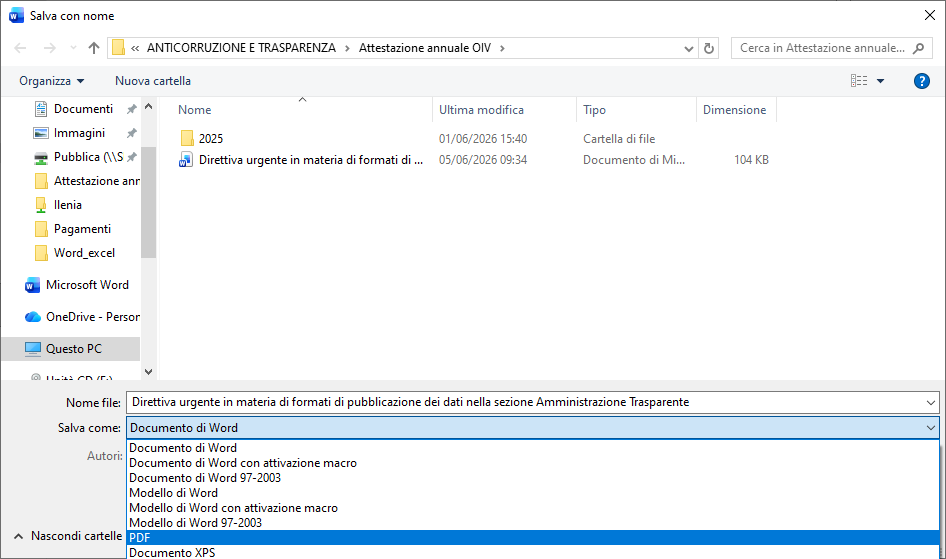 Salva con nome
« ANTICORRUZIONE E TRASPARENZA › Attestazione annuale OIV ›
Cerca in Attestazione annuale...
Organizza
Nuova cartella
Nome
Ultima modifica
Tipo
Dimensione
2025
01/06/2026 15:40
Cartella di file
Direttiva urgente in materia di formati di ...
05/06/2026 09:34
Documento di Mi...
104 KB
Documenti
Immagini
Pubblica (\\S
Attestazione ann
Ilenia
Pagamenti
Word_excel
Microsoft Word
OneDrive - Person
Questo PC
Unità CD (F:)
Nome file: Direttiva urgente in materia di formati di pubblicazione dei dati nella sezione Amministrazione Trasparente
Salva come: Documento di Word
Autori:
Documento di Word
Documento di Word con attivazione macro
Documento di Word 97-2003
Modello di Word
Modello di Word con attivazione macro
Modello di Word 97-2003
PDF
Documento XPS
Nascondi cartelle